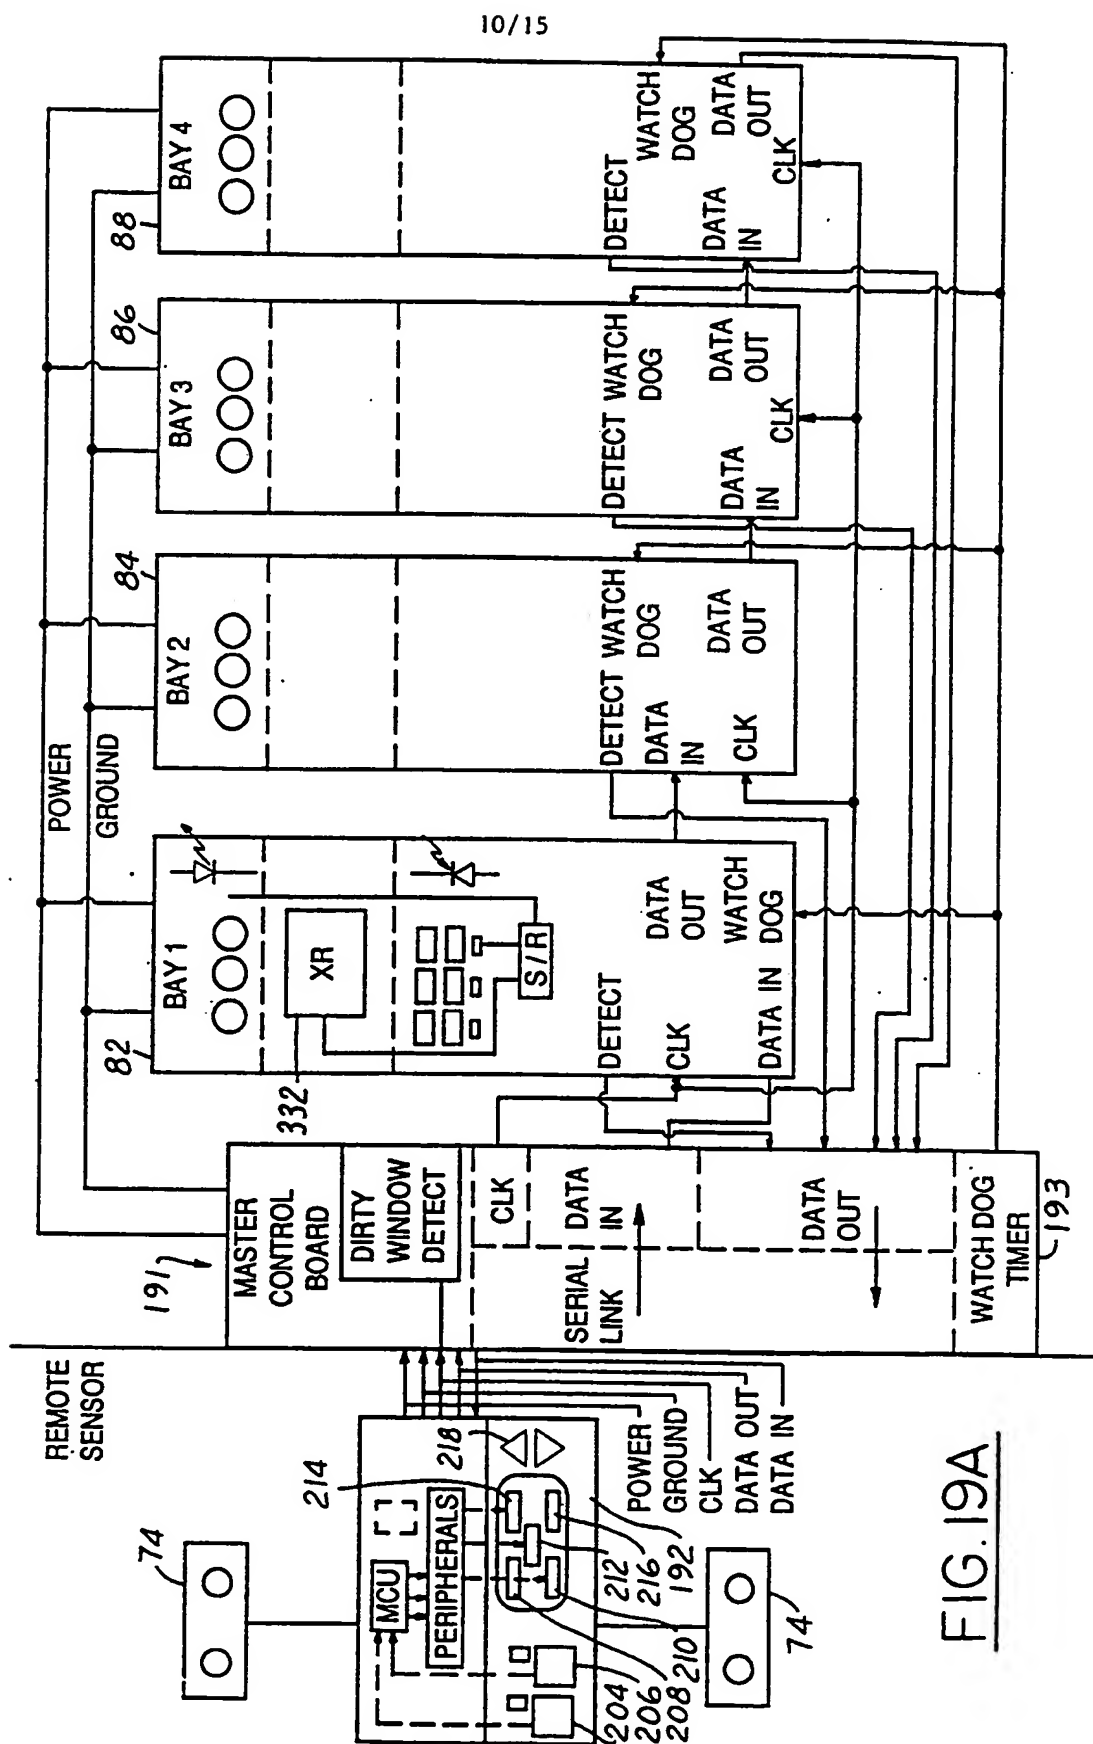 10/15
REMOTE
SENSOR
74
214
MCU
PERIPHERALS
218
POWER
GROUND
CLK
DATA OUT
DATA IN
204
206
208
210
212
216
192
74
191
MASTER
CONTROL
BOARD
DIRTY
WINDOW
DETECT
CLK
SERIAL
LINK
DATA
IN
DATA
OUT
WATCH DOG
TIMER
193
POWER
GROUND
82
BAY 1
332
XR
S/R
DETECT
CLK
DATA IN
DATA
OUT
WATCH
DOG
84
BAY 2
DETECT
WATCH
DOG
DATA
IN
DATA
OUT
CLK
86
BAY 3
DETECT
WATCH
DOG
DATA
IN
DATA
OUT
CLK
88
BAY 4
DETECT
WATCH
DOG
DATA
IN
DATA
OUT
CLK
FIG.19A